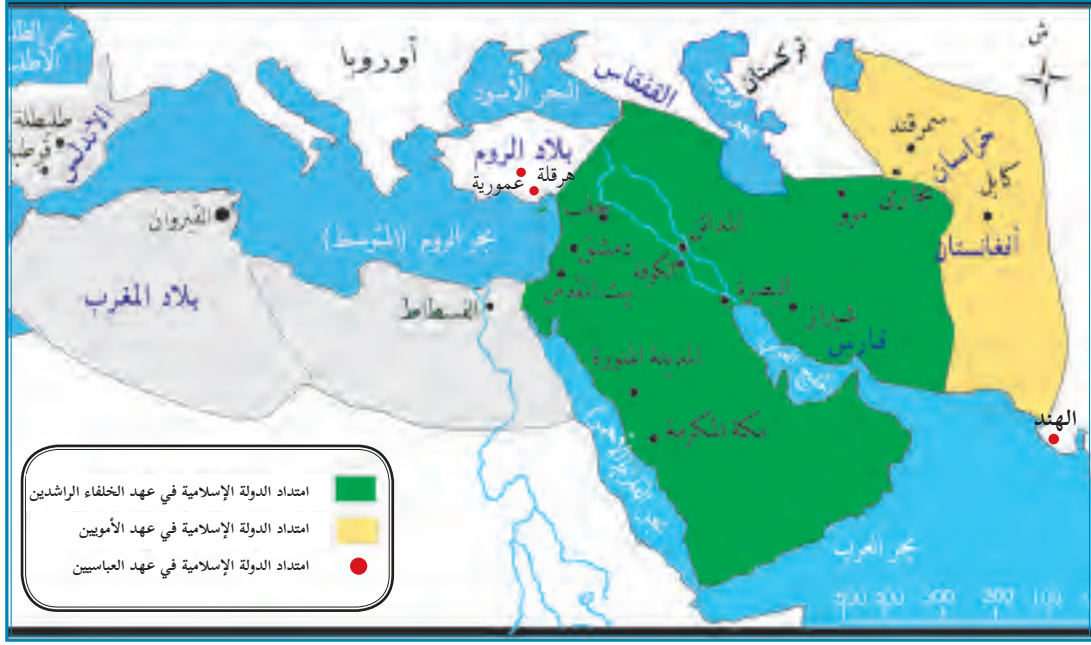 ش
أوروبا
تركستان
القفقاس
البحر الأسود
بحر قزوين
سمرقند
خراسان
طليطلة
الأندلس
بلاد الروم
هرقلة
عمورية
كابل
بخارى
مرو
القيروان
حلب
المدائن
أفغانستان
بحر الروم (المتوسط)
دمشق
الكوفة
بيت المقدس
بلاد المغرب
الفسطاط
البصرة
شيراز
فارس
المدينة المنورة
مكة المكرمة
الهند
بحر العرب
امتداد الدولة الإسلامية في عهد الخلفاء الراشدين
امتداد الدولة الإسلامية في عهد الأمويين
امتداد الدولة الإسلامية في عهد العباسيين